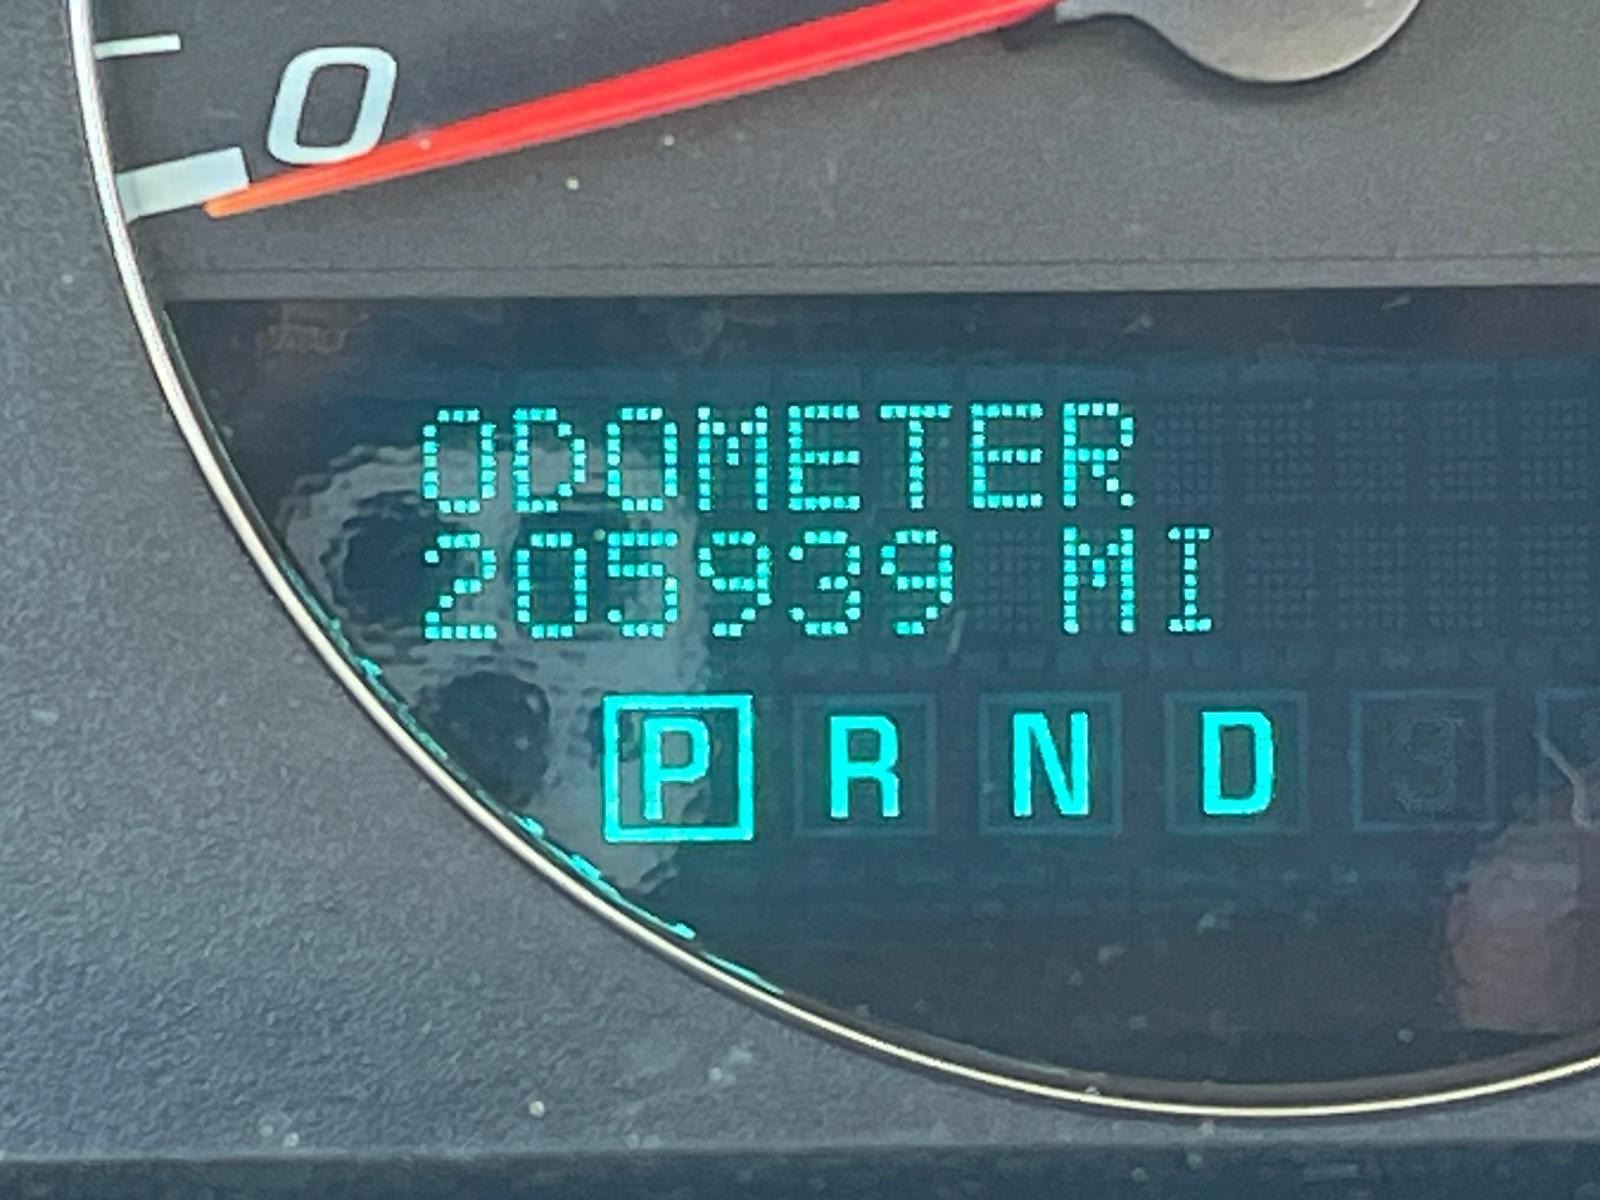 0
ODOMETER
205939 MI
P R N D